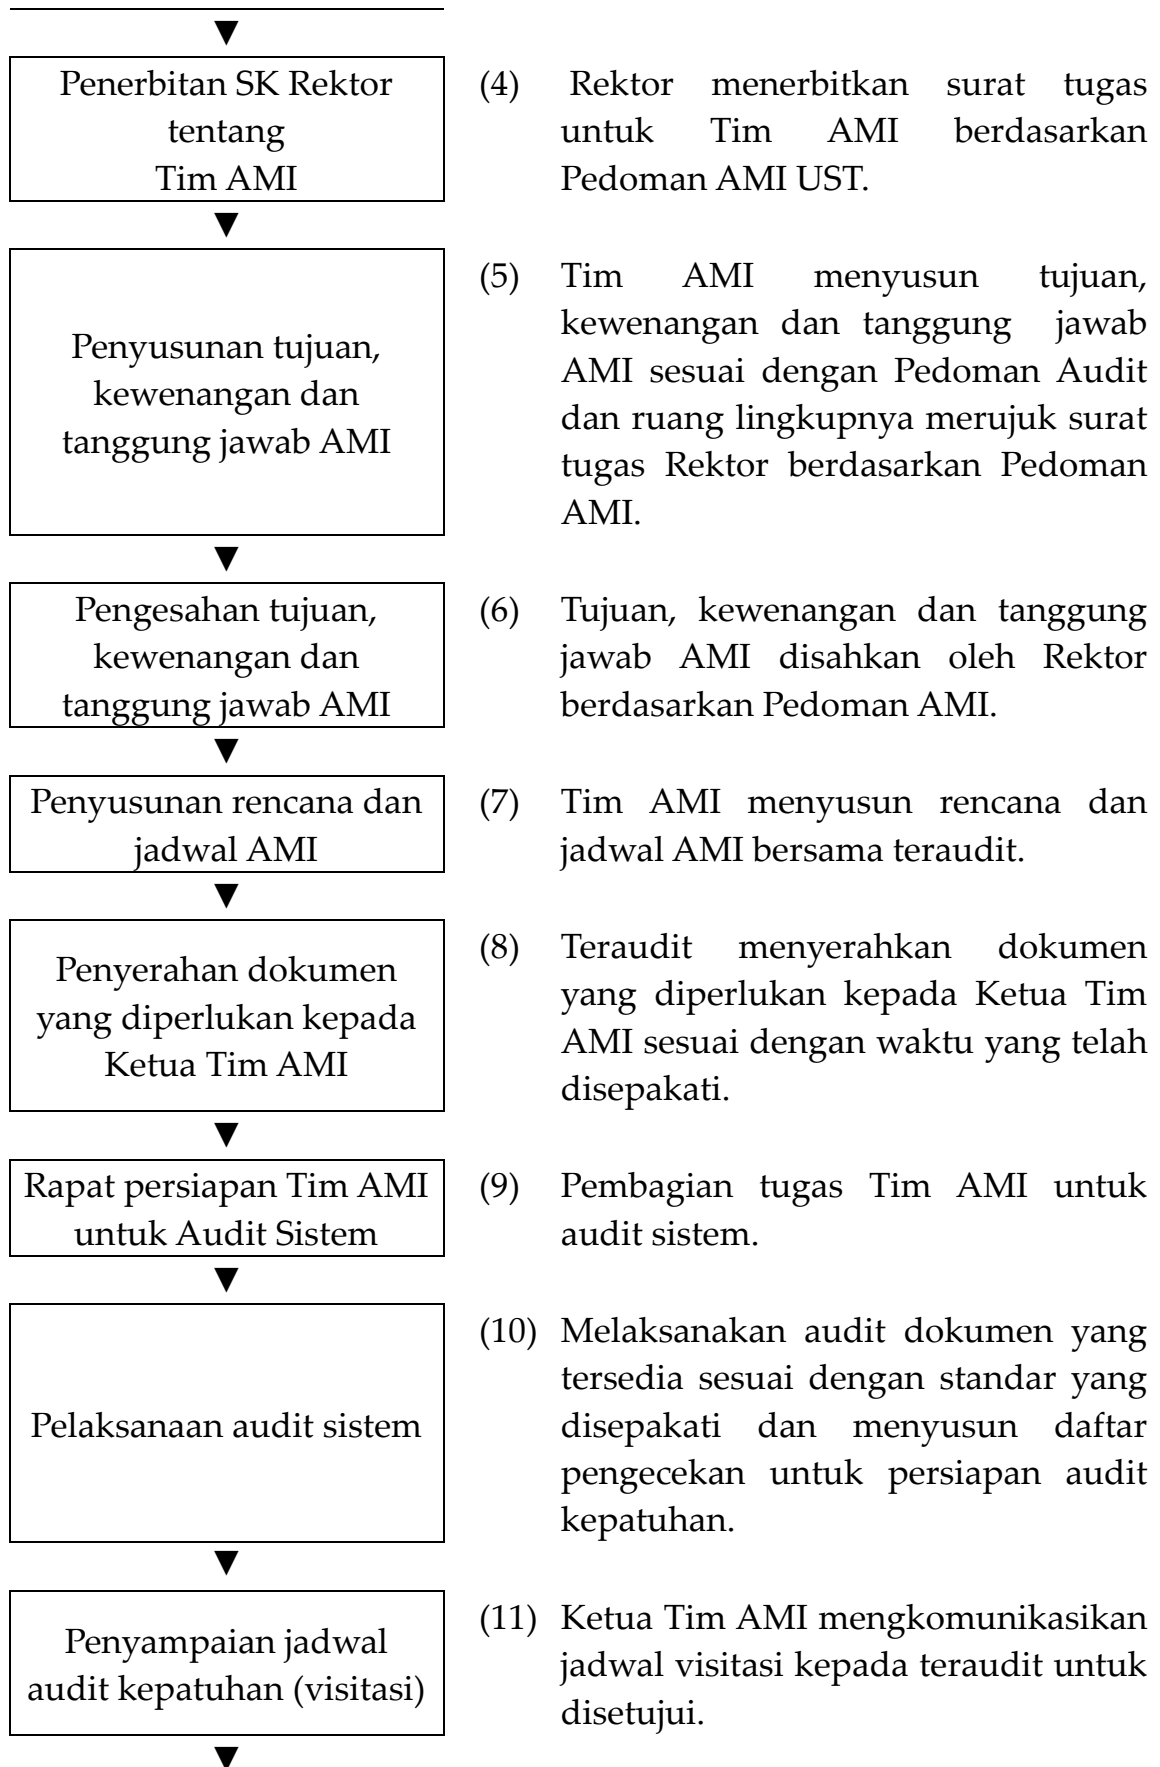 ▼
Penerbitan SK Rektor
tentang
Tim AMI
(4) Rektor menerbitkan surat tugas
untuk Tim AMI berdasarkan
Pedoman AMI UST.
▼
Penyusunan tujuan,
kewenangan dan
tanggung jawab AMI
(5) Tim AMI menyusun tujuan,
kewenangan dan tanggung jawab
AMI sesuai dengan Pedoman Audit
dan ruang lingkupnya merujuk surat
tugas Rektor berdasarkan Pedoman
AMI.
▼
Pengesahan tujuan,
kewenangan dan
tanggung jawab AMI
(6) Tujuan, kewenangan dan tanggung
jawab AMI disahkan oleh Rektor
berdasarkan Pedoman AMI.
▼
Penyusunan rencana dan
jadwal AMI
(7) Tim AMI menyusun rencana dan
jadwal AMI bersama teraudit.
▼
Penyerahan dokumen
yang diperlukan kepada
Ketua Tim AMI
(8) Teraudit menyerahkan dokumen
yang diperlukan kepada Ketua Tim
AMI sesuai dengan waktu yang telah
disepakati.
▼
Rapat persiapan Tim AMI
untuk Audit Sistem
(9) Pembagian tugas Tim AMI untuk
audit sistem.
▼
Pelaksanaan audit sistem
(10) Melaksanakan audit dokumen yang
tersedia sesuai dengan standar yang
disepakati dan menyusun daftar
pengecekan untuk persiapan audit
kepatuhan.
▼
Penyampaian jadwal
audit kepatuhan (visitasi)
(11) Ketua Tim AMI mengkomunikasikan
jadwal visitasi kepada teraudit untuk
disetujui.
▼